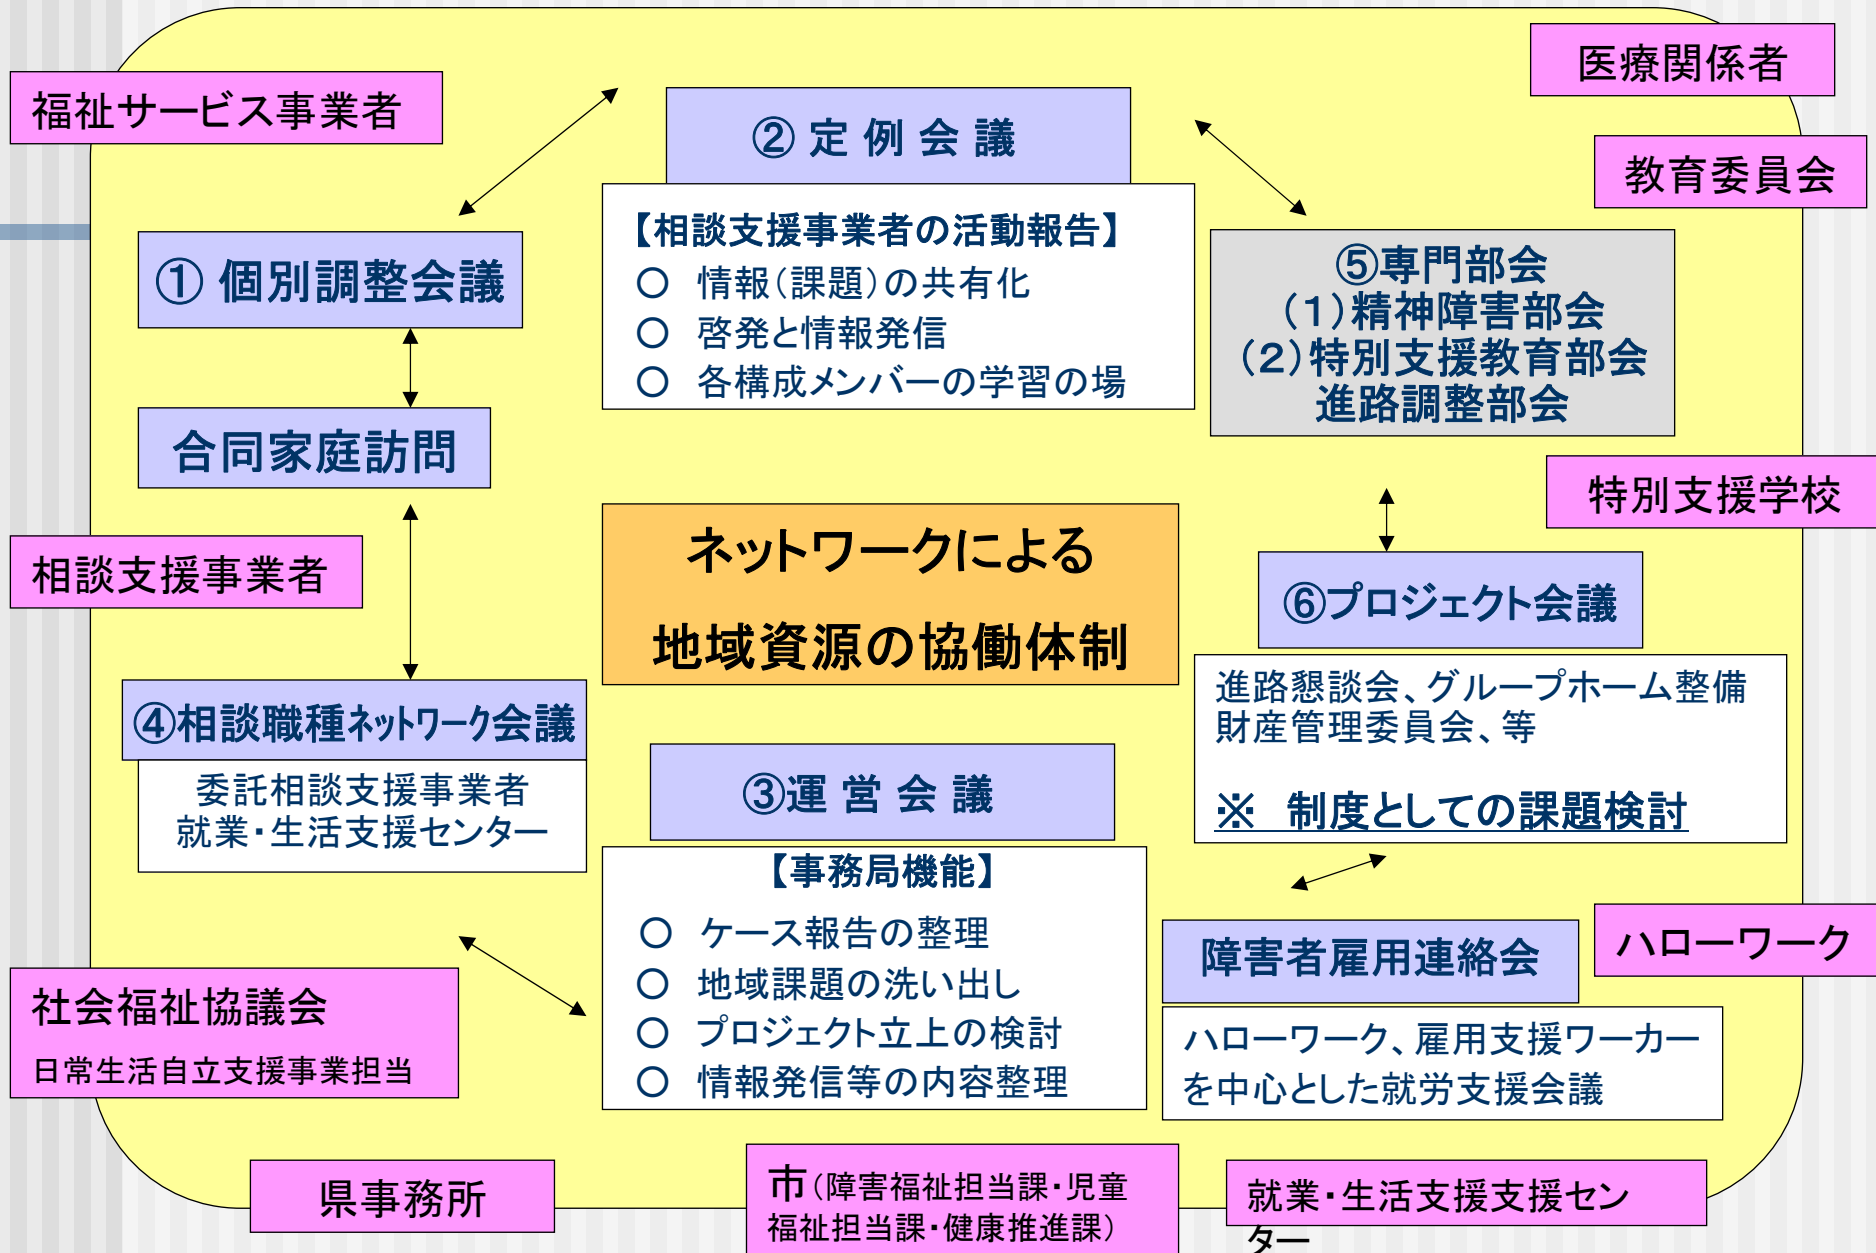 医療関係者
福祉サービス事業者
② 定 例 会 議
教育委員会
【相談支援事業者の活動報告】
○ 情報(課題)の共有化
○ 啓発と情報発信
○ 各構成メンバーの学習の場
① 個別調整会議
⑤専門部会
(1)精神障害部会
(2)特別支援教育部会
進路調整部会
合同家庭訪問
特別支援学校
ネットワークによる
地域資源の協働体制
相談支援事業者
⑥プロジェクト会議
進路懇談会、グループホーム整備
財産管理委員会、等
※ 制度としての課題検討
④相談職種ネットワーク会議
委託相談支援事業者
就業・生活支援センター
③運 営 会 議
【事務局機能】
○ ケース報告の整理
○ 地域課題の洗い出し
○ プロジェクト立上の検討
○ 情報発信等の内容整理
障害者雇用連絡会
ハローワーク
ハローワーク、雇用支援ワーカー
を中心とした就労支援会議
社会福祉協議会
日常生活自立支援事業担当
県事務所
市(障害福祉担当課・児童
福祉担当課・健康推進課)
就業・生活支援支援セン
ター